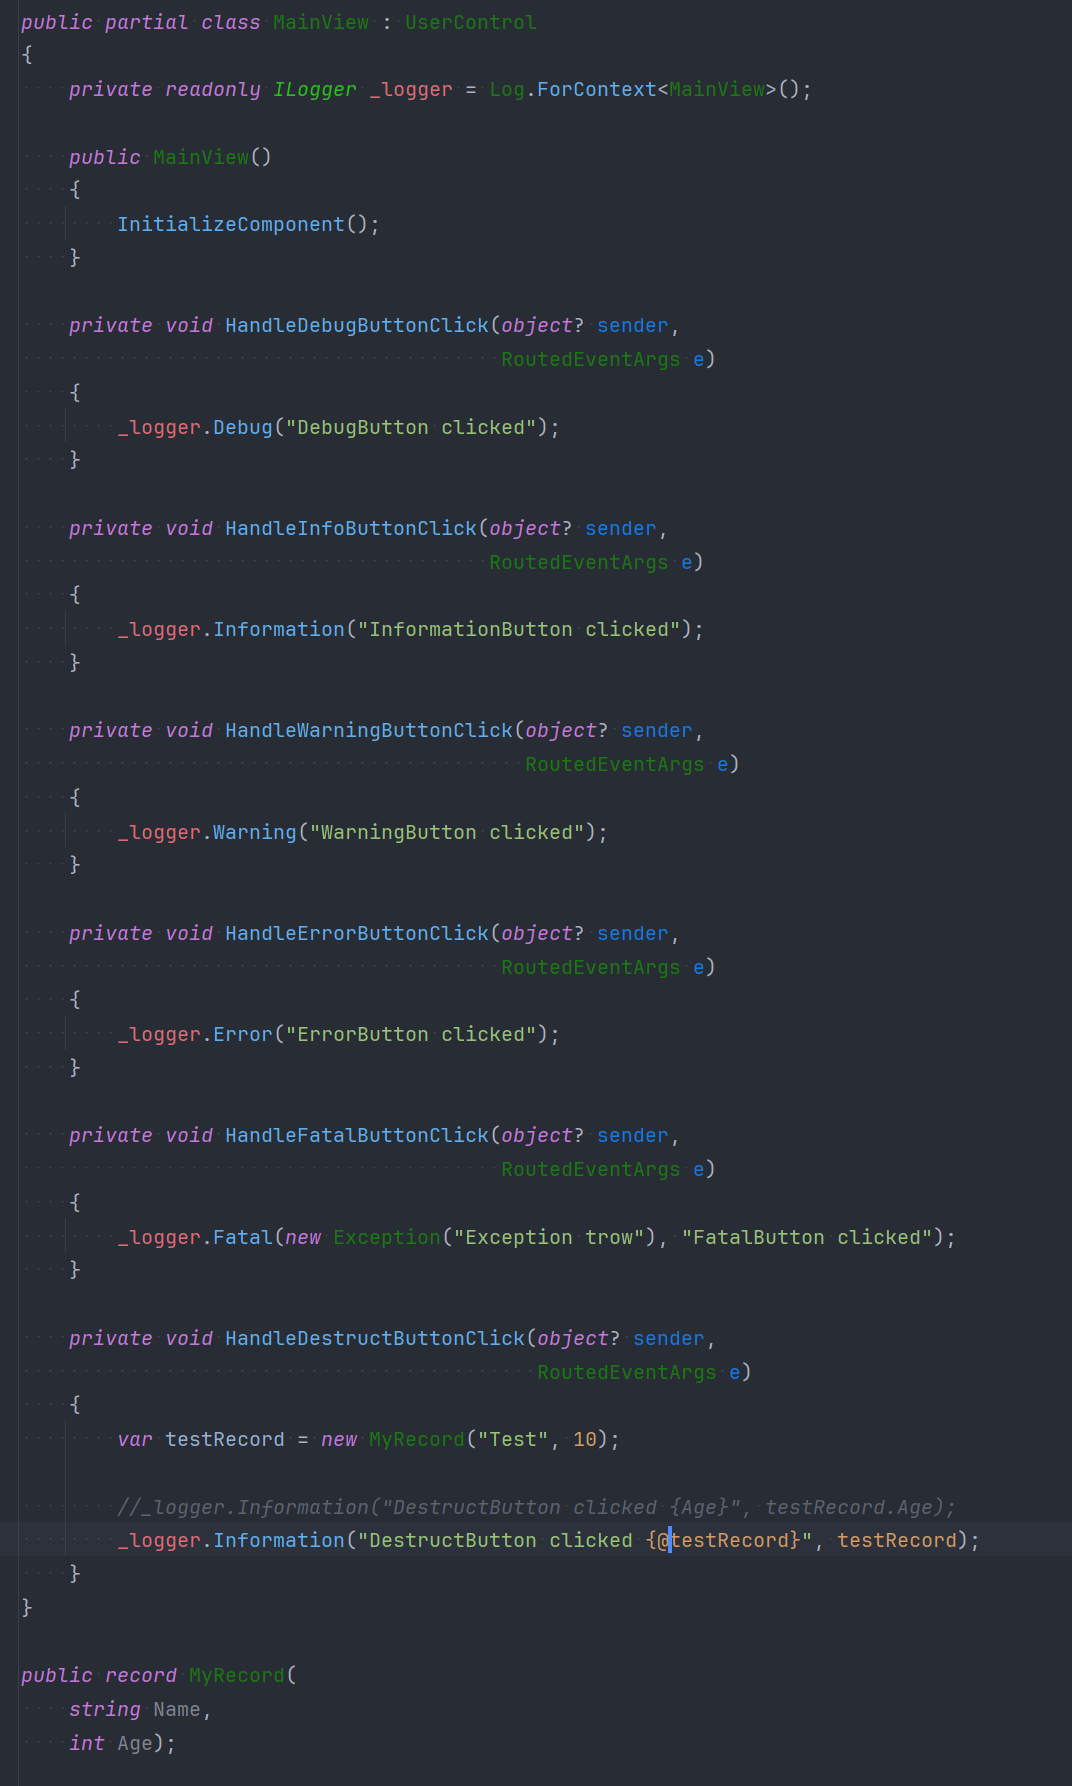 public partial class MainView : UserControl
{
    private readonly ILogger _logger = Log.ForContext<MainView>();

    public MainView()
    {
        InitializeComponent();
    }

    private void HandleDebugButtonClick(object? sender,
                                        RoutedEventArgs e)
    {
        _logger.Debug("DebugButton clicked");
    }

    private void HandleInfoButtonClick(object? sender,
                                       RoutedEventArgs e)
    {
        _logger.Information("InformationButton clicked");
    }

    private void HandleWarningButtonClick(object? sender,
                                          RoutedEventArgs e)
    {
        _logger.Warning("WarningButton clicked");
    }

    private void HandleErrorButtonClick(object? sender,
                                        RoutedEventArgs e)
    {
        _logger.Error("ErrorButton clicked");
    }

    private void HandleFatalButtonClick(object? sender,
                                        RoutedEventArgs e)
    {
        _logger.Fatal(new Exception("Exception trow"), "FatalButton clicked");
    }

    private void HandleDestructButtonClick(object? sender,
                                           RoutedEventArgs e)
    {
        var testRecord = new MyRecord("Test", 10);

        //_logger.Information("DestructButton clicked {Age}", testRecord.Age);
        _logger.Information("DestructButton clicked {@testRecord}", testRecord);
    }
}

public record MyRecord(
    string Name,
    int Age);